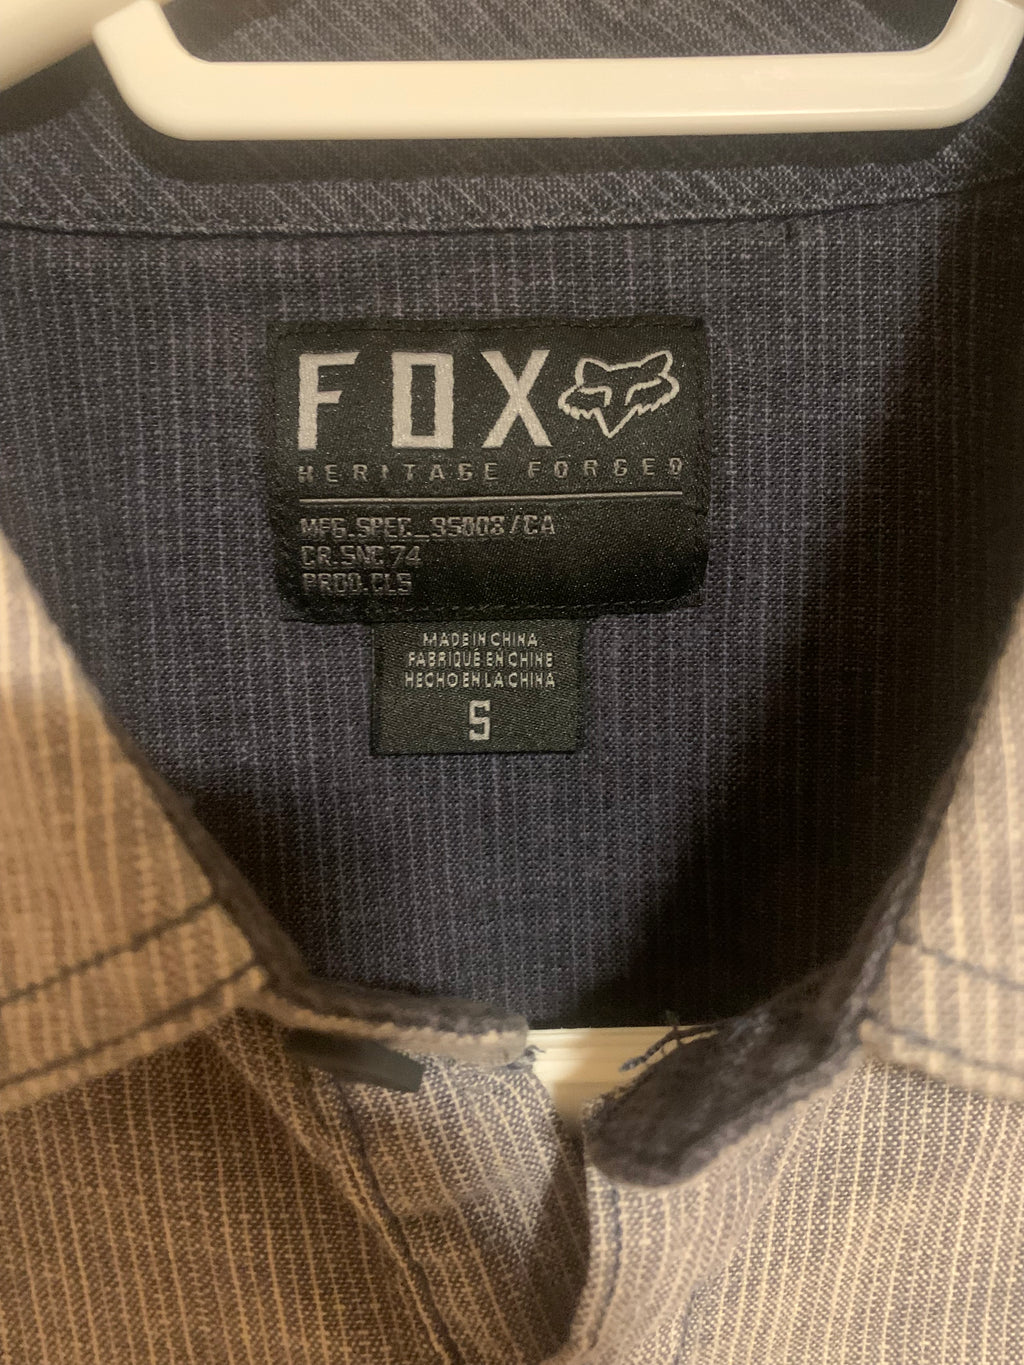 FOX
HERITAGE FORGED
MFG.SPEC_95008/CA
CR.SNC 74
PROD.CLS
MADE IN CHINA
FABRIQUE EN CHINE
HECHO EN LA CHINA
S